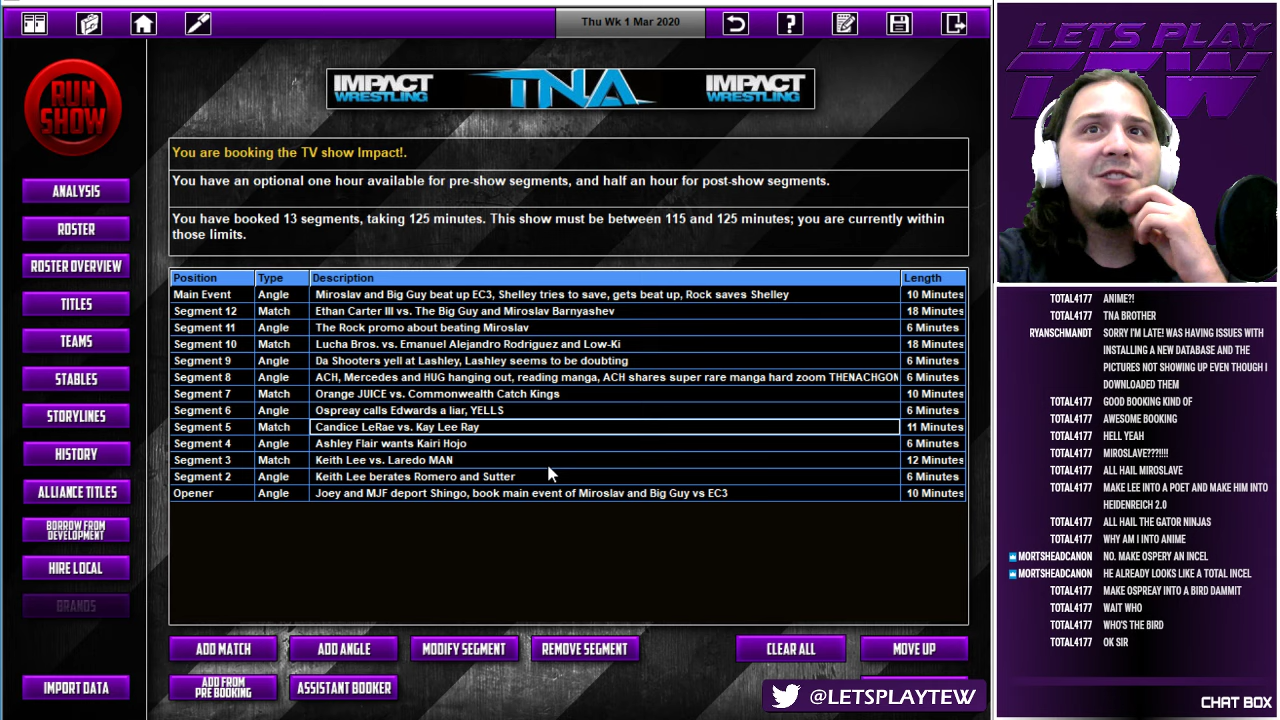 Thu Wk 1 Mar 2020
LETS PLAY
TEW
RUN
SHOW
IMPACT
WRESTLING
TNA
IMPACT
WRESTLING
You are booking the TV show Impact!.
You have an optional one hour available for pre-show segments, and half an hour for post-show segments.
You have booked 13 segments, taking 125 minutes. This show must be between 115 and 125 minutes; you are currently within
those limits.
ANALYSIS
ROSTER
ROSTER OVERVIEW
TITLES
TEAMS
STABLES
STORYLINES
HISTORY
ALLIANCE TITLES
BORROW FROM
DEVELOPMENT
HIRE LOCAL
BRANDS
IMPORT DATA
Position Type Description Length
Main Event Angle Miroslav and Big Guy beat up EC3, Shelley tries to save, gets beat up, Rock saves Shelley 10 Minutes
Segment 12 Match Ethan Carter III vs. The Big Guy and Miroslav Barnyashev 18 Minutes
Segment 11 Angle The Rock promo about beating Miroslav 6 Minutes
Segment 10 Match Lucha Bros. vs. Emanuel Alejandro Rodriguez and Low-Ki 18 Minutes
Segment 9 Angle Da Shooters yell at Lashley, Lashley seems to be doubting 6 Minutes
Segment 8 Angle ACH, Mercedes and HUG hanging out, reading manga, ACH shares super rare manga hard zoom THENACHGON 6 Minutes
Segment 7 Match Orange JUICE vs. Commonwealth Catch Kings 10 Minutes
Segment 6 Angle Ospreay calls Edwards a liar, YELLS 6 Minutes
Segment 5 Match Candice LeRae vs. Kay Lee Ray 11 Minutes
Segment 4 Angle Ashley Flair wants Kairi Hojo 6 Minutes
Segment 3 Match Keith Lee vs. Laredo MAN 12 Minutes
Segment 2 Angle Keith Lee berates Romero and Sutter 6 Minutes
Opener Angle Joey and MJF deport Shingo, book main event of Miroslav and Big Guy vs EC3 10 Minutes
ADD MATCH ADD ANGLE MODIFY SEGMENT REMOVE SEGMENT CLEAR ALL MOVE UP
ADD FROM
PRE BOOKING
ASSISTANT BOOKER
@LETSPLAYTEW
TOTAL4177 ANIME?!
TOTAL4177 TNA BROTHER
RYANSCHMANDT SORRY I'M LATE! WAS HAVING ISSUES WITH
INSTALLING A NEW DATABASE AND THE
PICTURES NOT SHOWING UP EVEN THOUGH I
DOWNLOADED THEM
TOTAL4177 GOOD BOOKING KIND OF
TOTAL4177 AWESOME BOOKING
TOTAL4177 HELL YEAH
TOTAL4177 MIROSLAVE???!!!!
TOTAL4177 ALL HAIL MIROSLAVE
TOTAL4177 MAKE LEE INTO A POET AND MAKE HIM INTO
HEIDENREICH 2.0
TOTAL4177 ALL HAIL THE GATOR NINJAS
TOTAL4177 WHY AM I INTO ANIME
MORTSHEADCANON NO. MAKE OSPERY AN INCEL
MORTSHEADCANON HE ALREADY LOOKS LIKE A TOTAL INCEL
TOTAL4177 MAKE OSPREAY INTO A BIRD DAMMIT
TOTAL4177 WAIT WHO
TOTAL4177 WHO'S THE BIRD
TOTAL4177 OK SIR
CHAT BOX